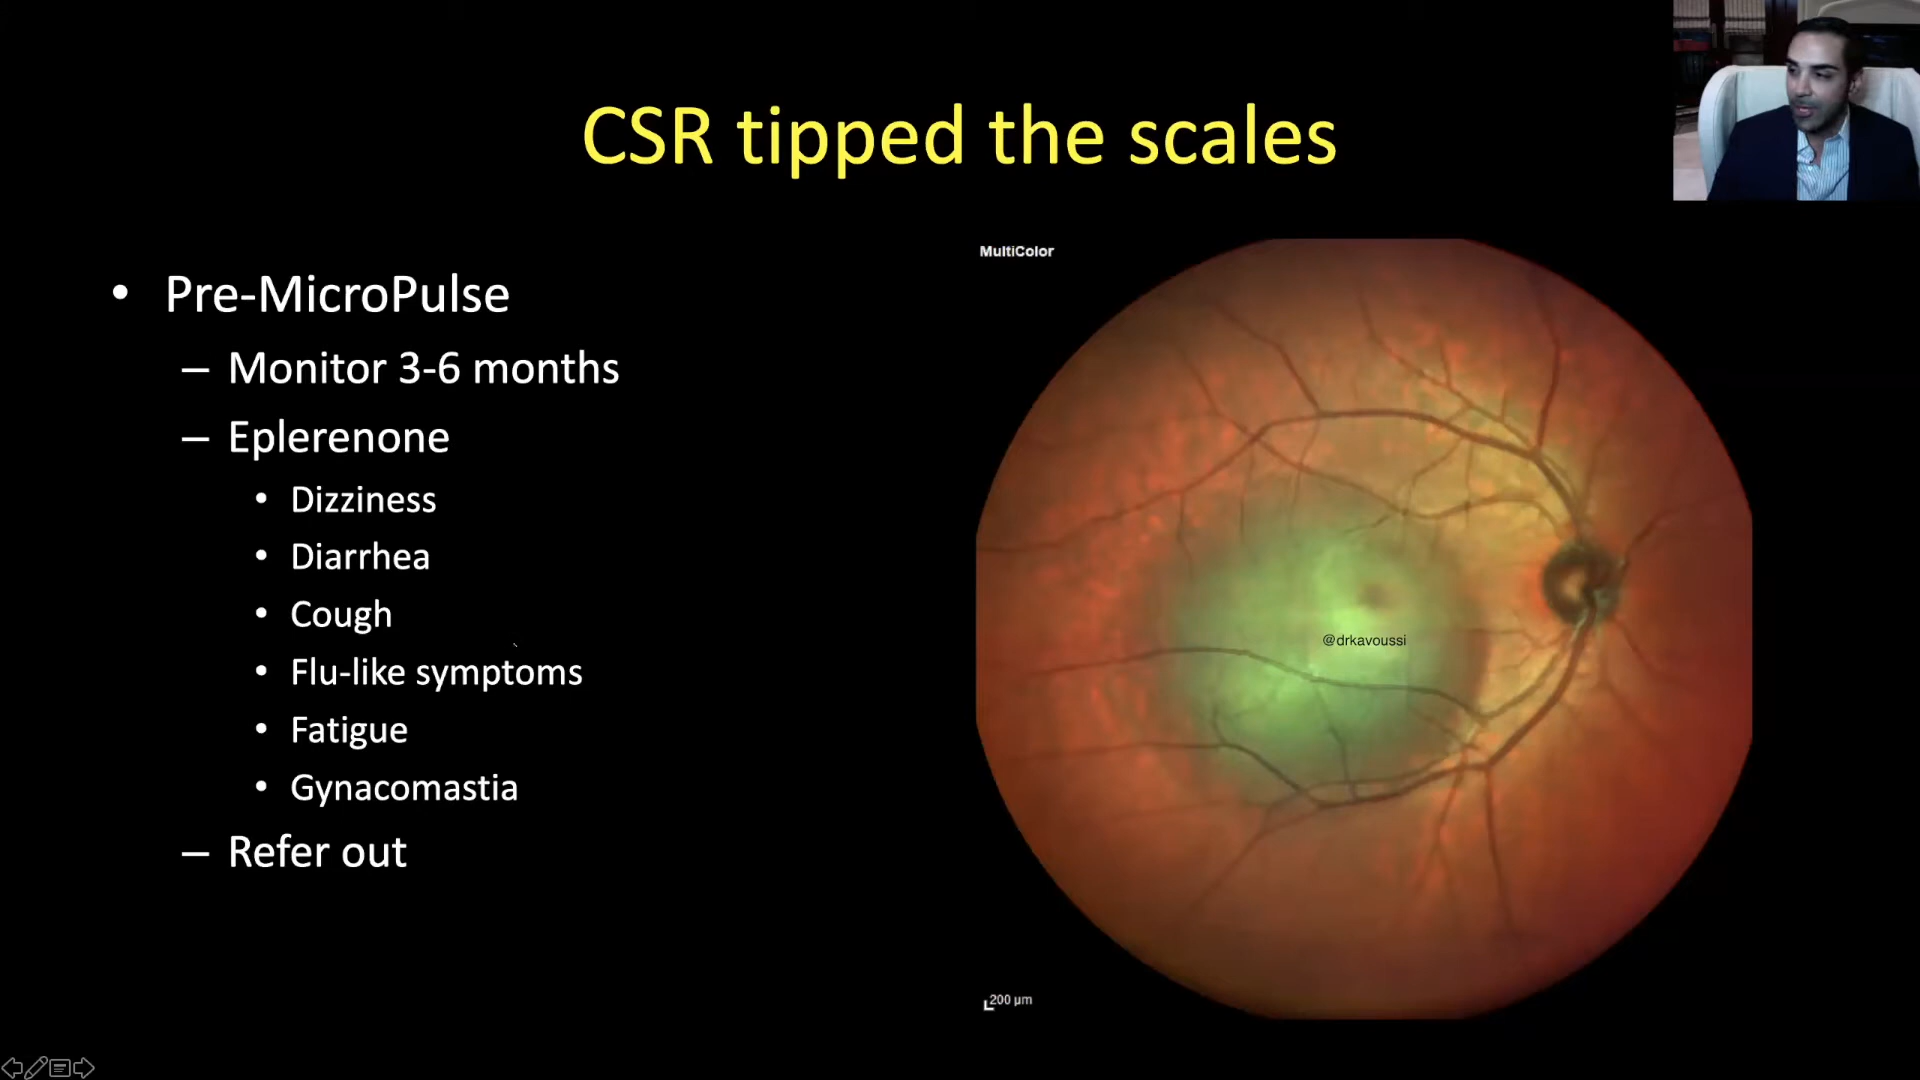 CSR tipped the scales
• Pre-MicroPulse
– Monitor 3-6 months
– Eplerenone
• Dizziness
• Diarrhea
• Cough
• Flu-like symptoms
• Fatigue
• Gynacomastia
– Refer out
MultiColor
@drkavoussi
200 µm